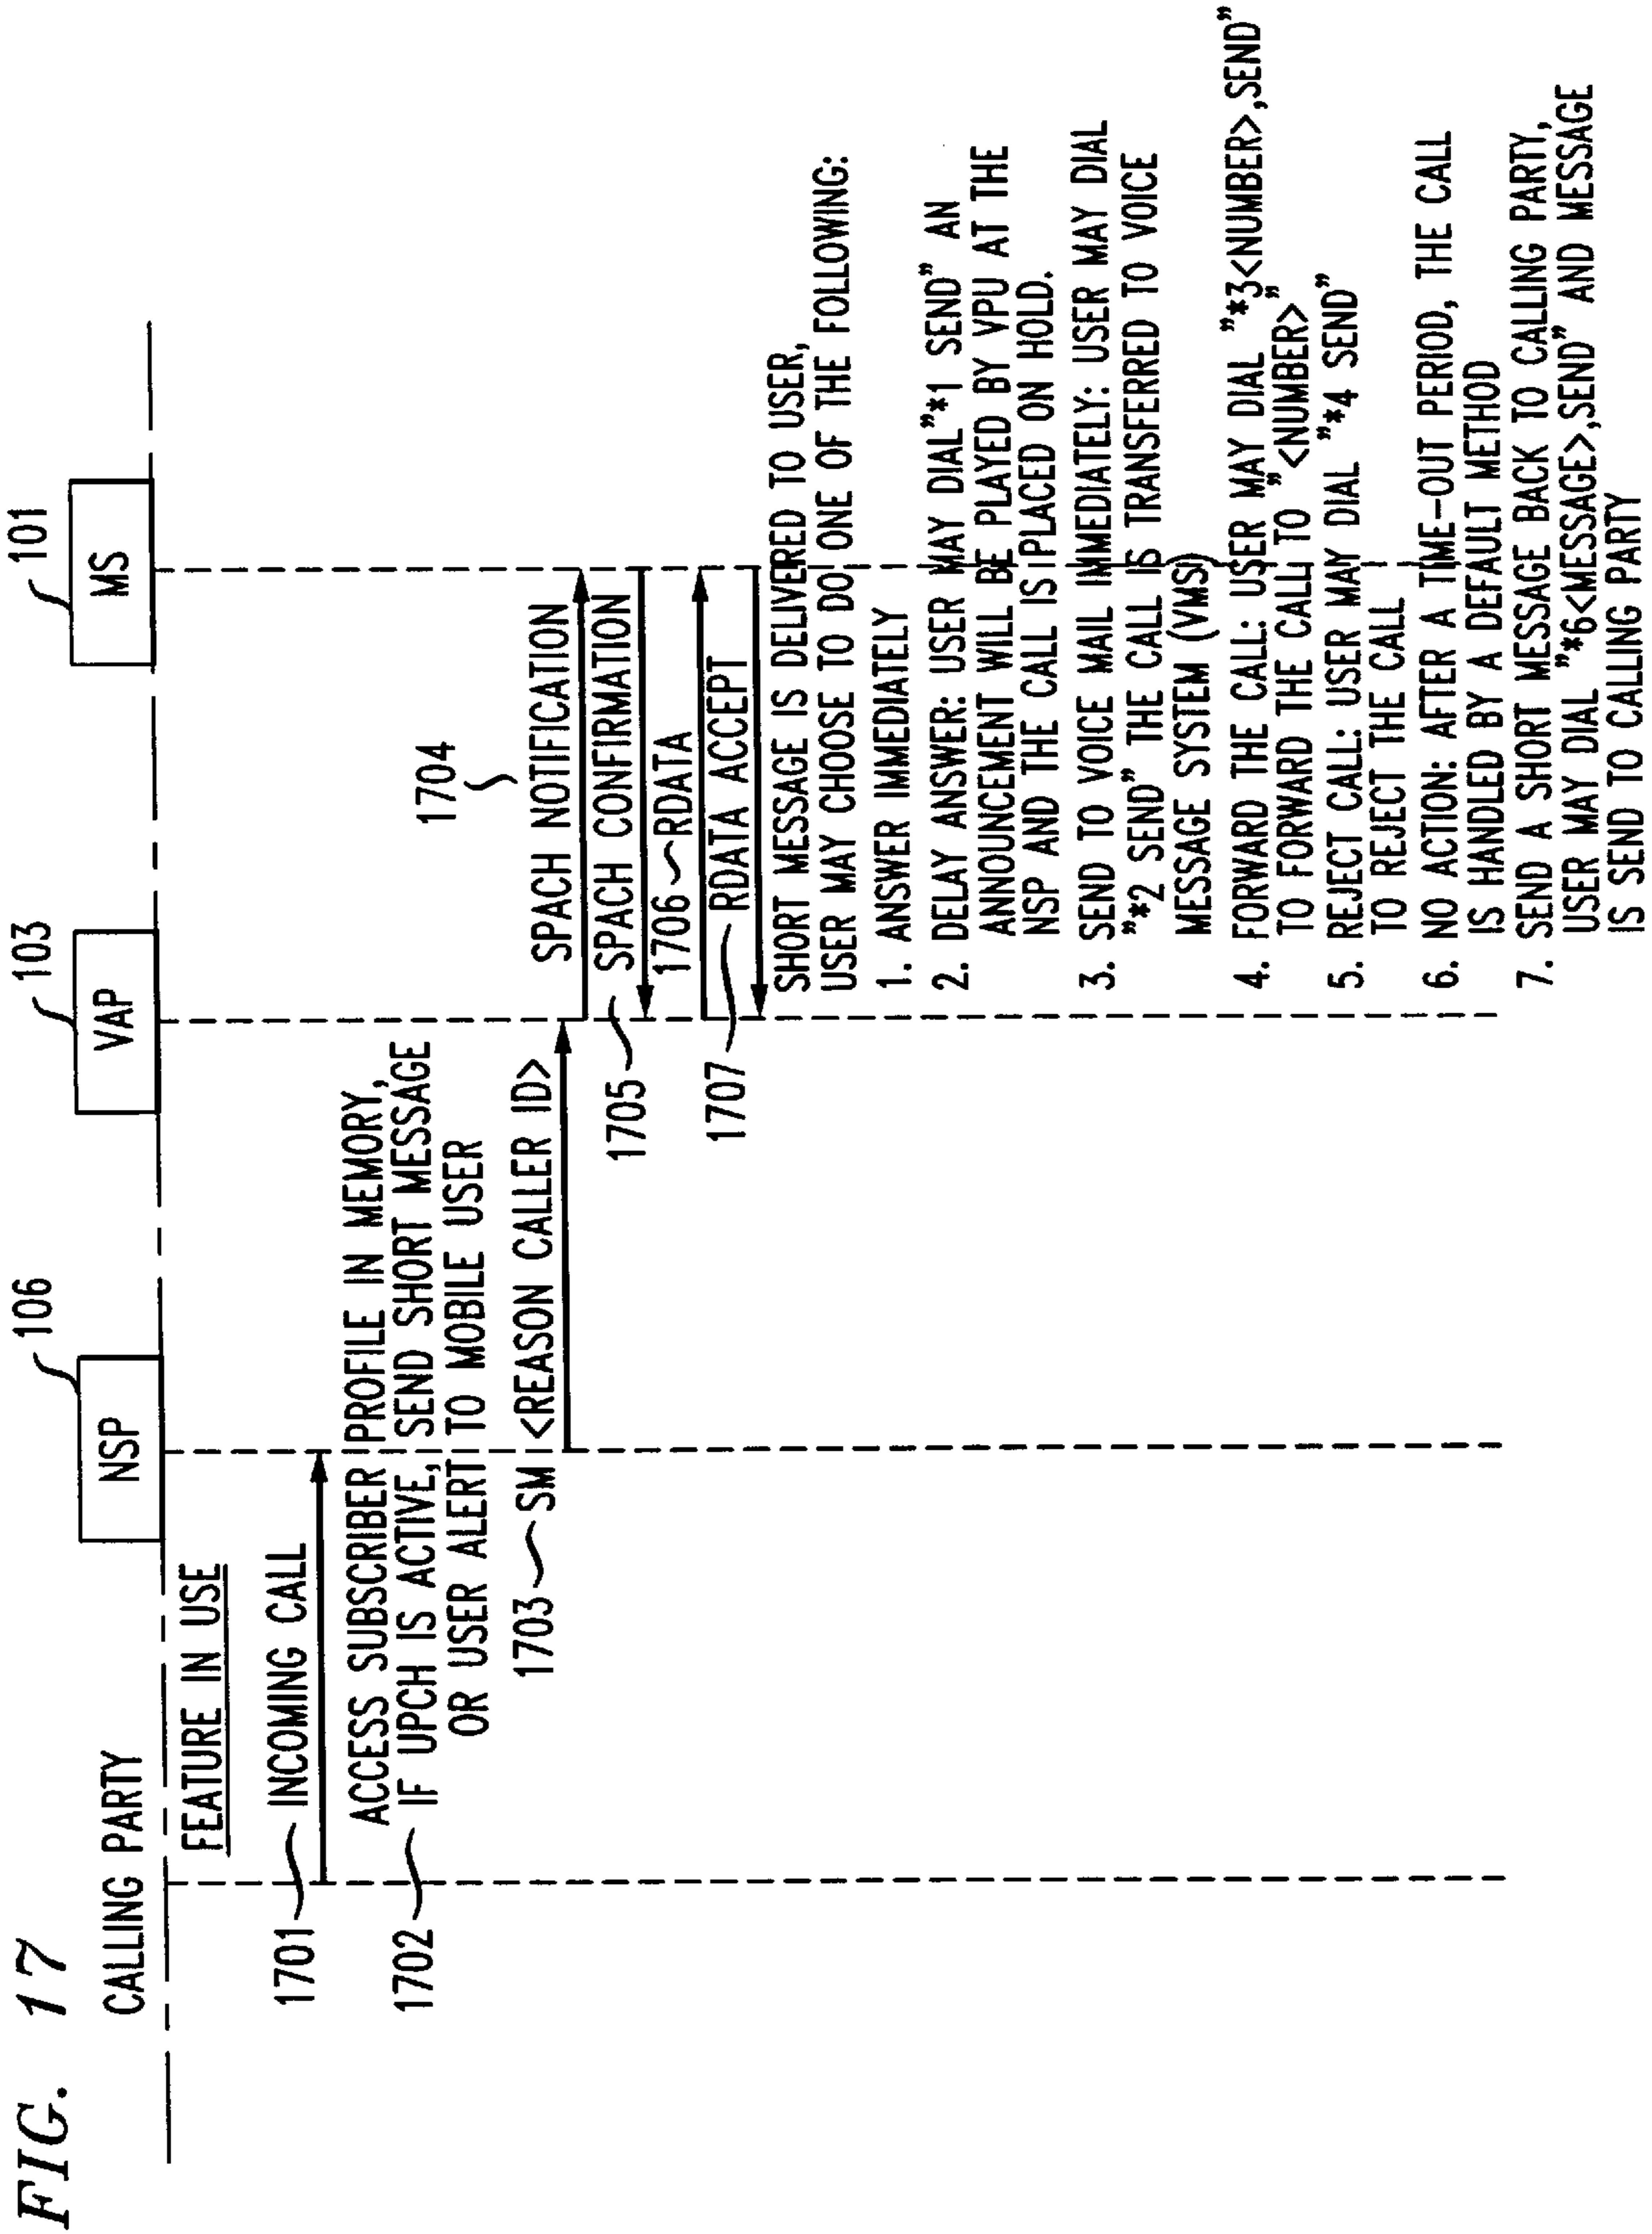 FIG. 17
CALLING PARTY
NSP
106
VAP
103
MS
101
FEATURE IN USE
1701
INCOMING CALL
1702
ACCESS SUBSCRIBER PROFILE IN MEMORY,
IF UPCH IS ACTIVE, SEND SHORT MESSAGE
OR USER ALERT TO MOBILE USER
1703
SM <REASON CALLER ID>
1704
SPACH NOTIFICATION
SPACH CONFIRMATION
1705
1706
RDATA
RDATA ACCEPT
1707
SHORT MESSAGE IS DELIVERED TO USER,
USER MAY CHOOSE TO DO ONE OF THE FOLLOWING:
1. ANSWER IMMEDIATELY
2. DELAY ANSWER: USER MAY DIAL"*1 SEND" AN
ANNOUNCEMENT WILL BE PLAYED BY VPU AT THE
NSP AND THE CALL IS PLACED ON HOLD.
3. SEND TO VOICE MAIL IMMEDIATELY: USER MAY DIAL
"*2 SEND" THE CALL IS TRANSFERRED TO VOICE
MESSAGE SYSTEM (VMS)
4. FORWARD THE CALL: USER MAY DIAL "*3<NUMBER>,SEND"
TO FORWARD THE CALL TO "<NUMBER>"
5. REJECT CALL: USER MAY DIAL "*4 SEND"
TO REJECT THE CALL
6. NO ACTION: AFTER A TIME-OUT PERIOD, THE CALL
IS HANDLED BY A DEFAULT METHOD
7. SEND A SHORT MESSAGE BACK TO CALLING PARTY,
USER MAY DIAL "*6<MESSAGE>,SEND" AND MESSAGE
IS SEND TO CALLING PARTY